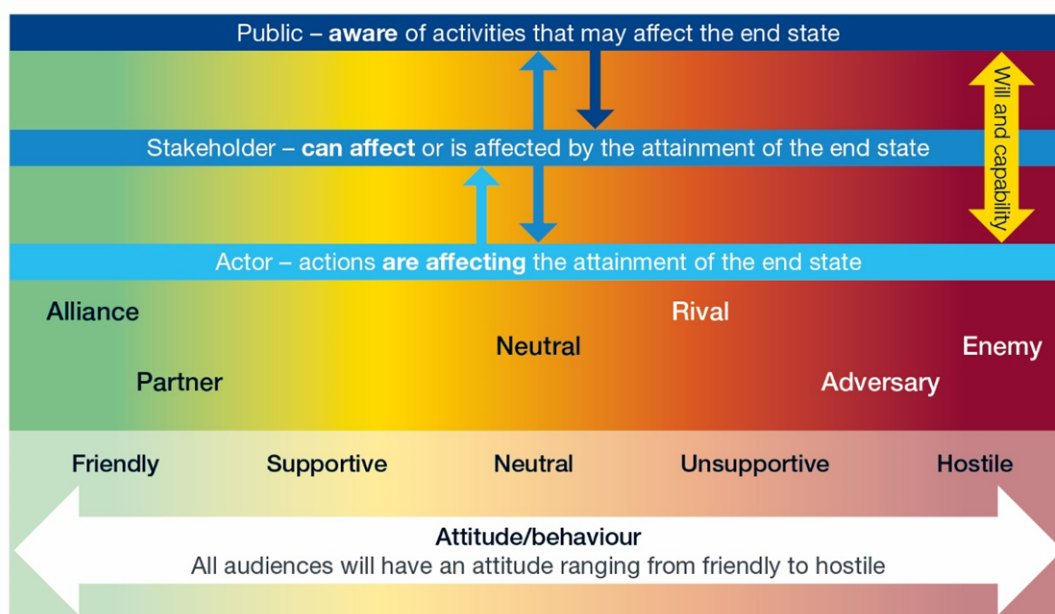 Public – aware of activities that may affect the end state
Will and capability
Stakeholder – can affect or is affected by the attainment of the end state
Actor – actions are affecting the attainment of the end state
Alliance
Rival
Neutral
Enemy
Partner
Adversary
Friendly
Supportive
Neutral
Unsupportive
Hostile
Attitude/behaviour
All audiences will have an attitude ranging from friendly to hostile